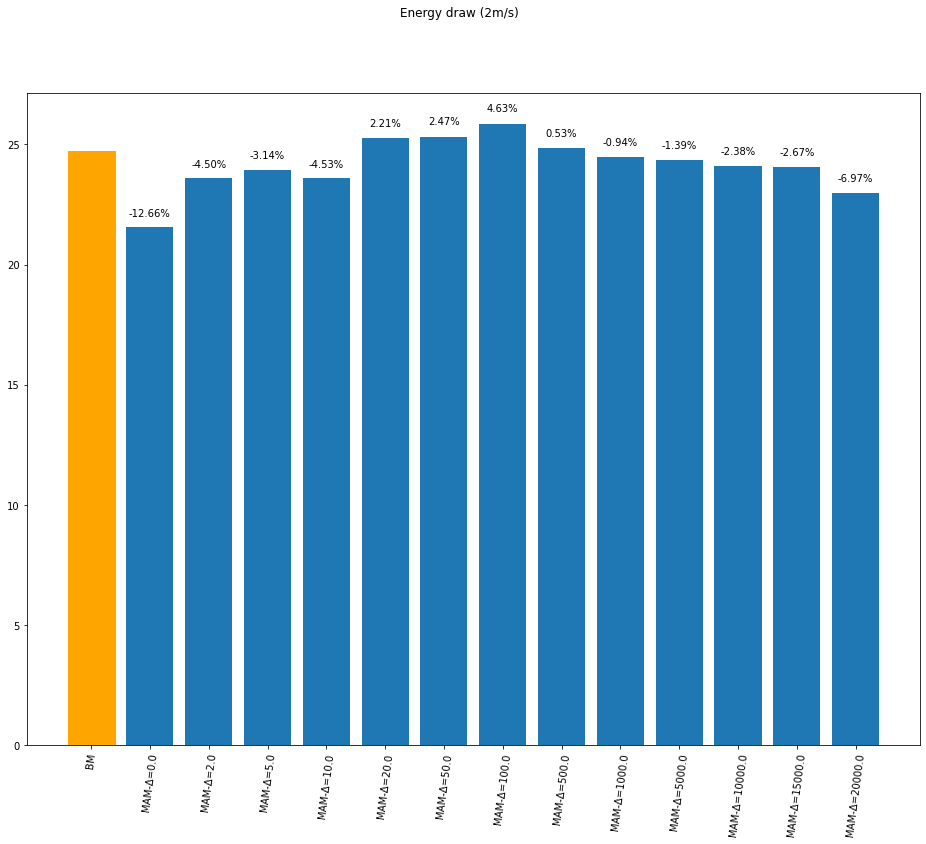 Energy draw (2m/s)
4.63%
2.21%
2.47%
0.53%
-0.94%
-1.39%
-2.38%
-2.67%
-4.50%
-3.14%
-4.53%
-6.97%
-12.66%
25
20
15
10
5
0
BM
MAM-Δ=0.0
MAM-Δ=2.0
MAM-Δ=5.0
MAM-Δ=10.0
MAM-Δ=20.0
MAM-Δ=50.0
MAM-Δ=100.0
MAM-Δ=500.0
MAM-Δ=1000.0
MAM-Δ=5000.0
MAM-Δ=10000.0
MAM-Δ=15000.0
MAM-Δ=20000.0